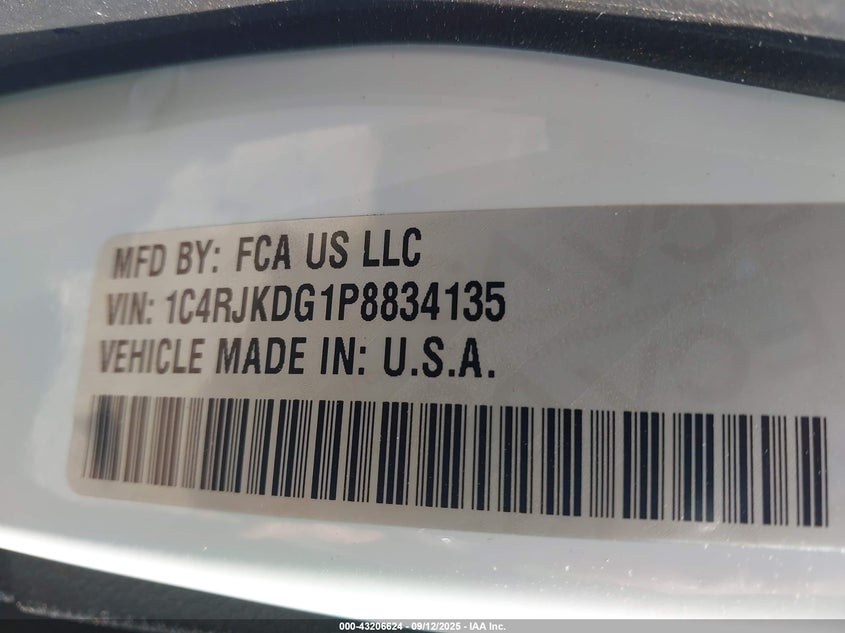 MFD BY: FCA US LLC
VIN: 1C4RJKDG1P8834135
VEHICLE MADE IN: U.S.A.
000-43206624 - 09/12/2025 - IAA Inc.